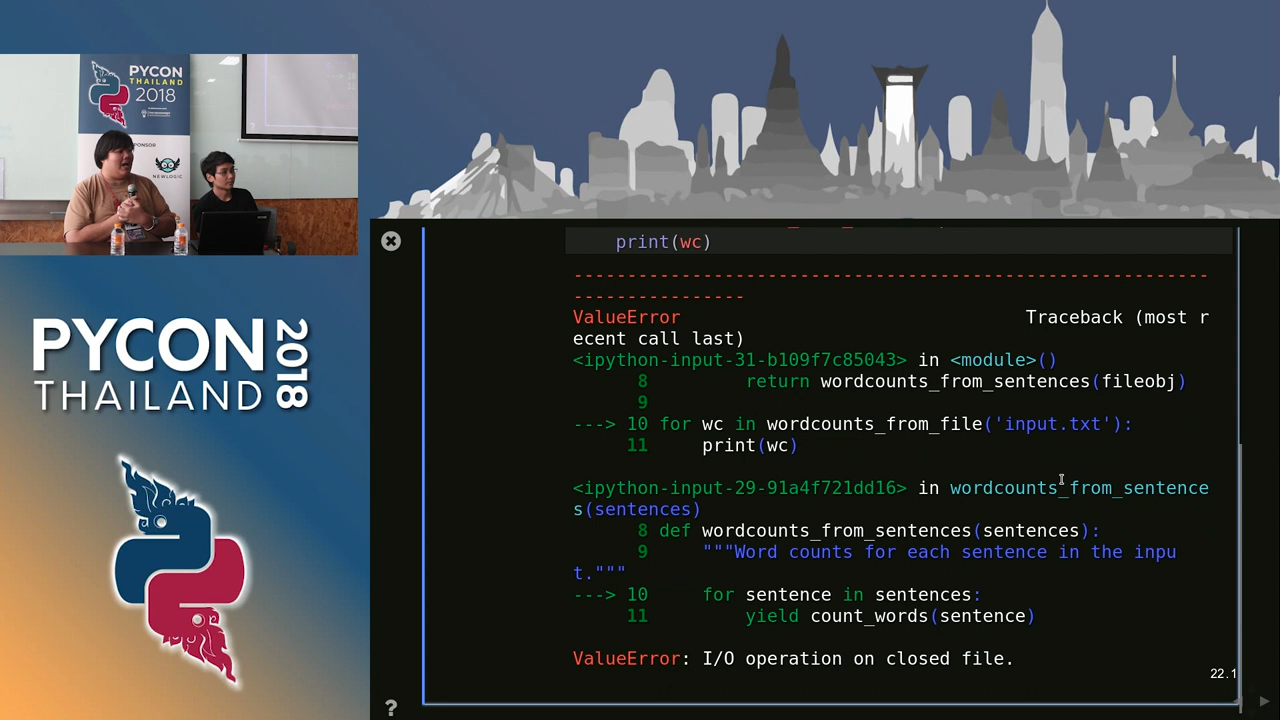 PYCON
THAILAND
2018
NEWLOGIC
PYCON
THAILAND
2018
print(wc)
-----------------------------------------------------------
----------------
ValueError                                Traceback (most r
ecent call last)
<ipython-input-31-b109f7c85043> in <module>()
      8         return wordcounts_from_sentences(fileobj)
      9
---> 10 for wc in wordcounts_from_file('input.txt'):
     11     print(wc)
<ipython-input-29-91a4f721dd16> in wordcounts_from_sentence
s(sentences)
      8 def wordcounts_from_sentences(sentences):
      9     """Word counts for each sentence in the inpu
t."""
---> 10     for sentence in sentences:
     11         yield count_words(sentence)
ValueError: I/O operation on closed file.
22.1
?